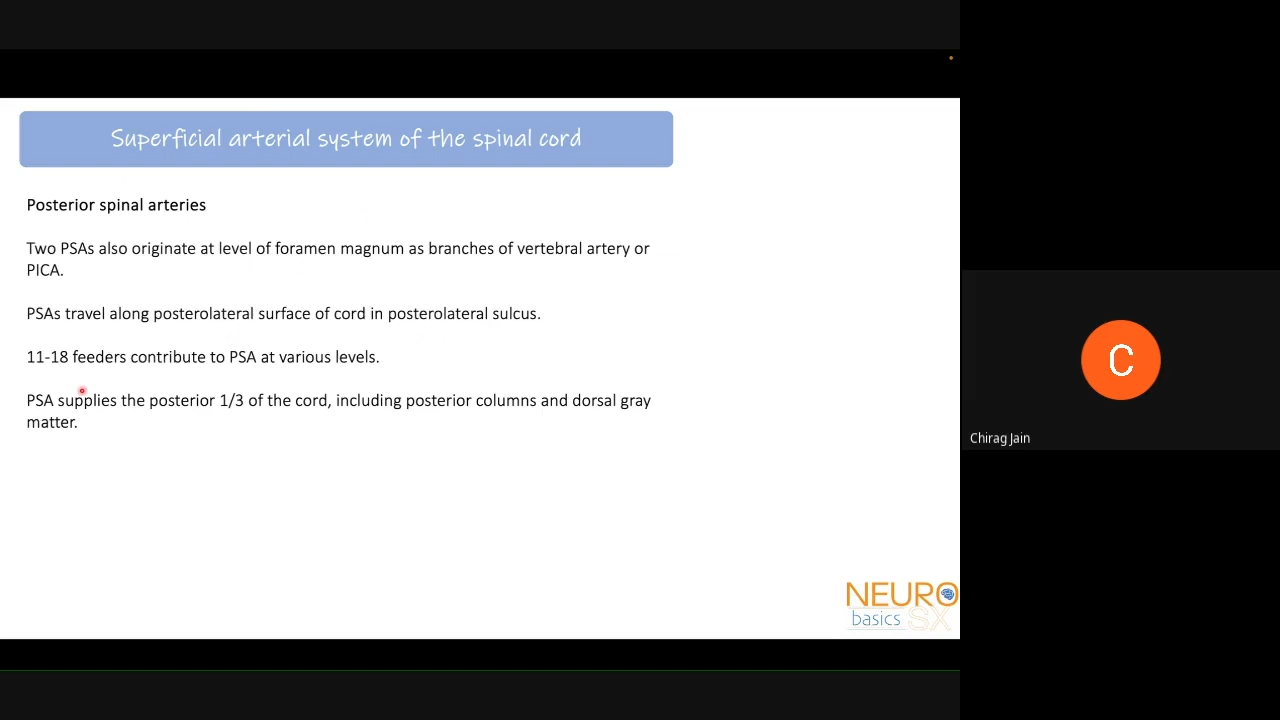 Superficial arterial system of the spinal cord
Posterior spinal arteries
Two PSAs also originate at level of foramen magnum as branches of vertebral artery or
PICA.
PSAs travel along posterolateral surface of cord in posterolateral sulcus.
11-18 feeders contribute to PSA at various levels.
PSA supplies the posterior 1/3 of the cord, including posterior columns and dorsal gray
matter.
C
Chirag Jain
NEURO
basics SX